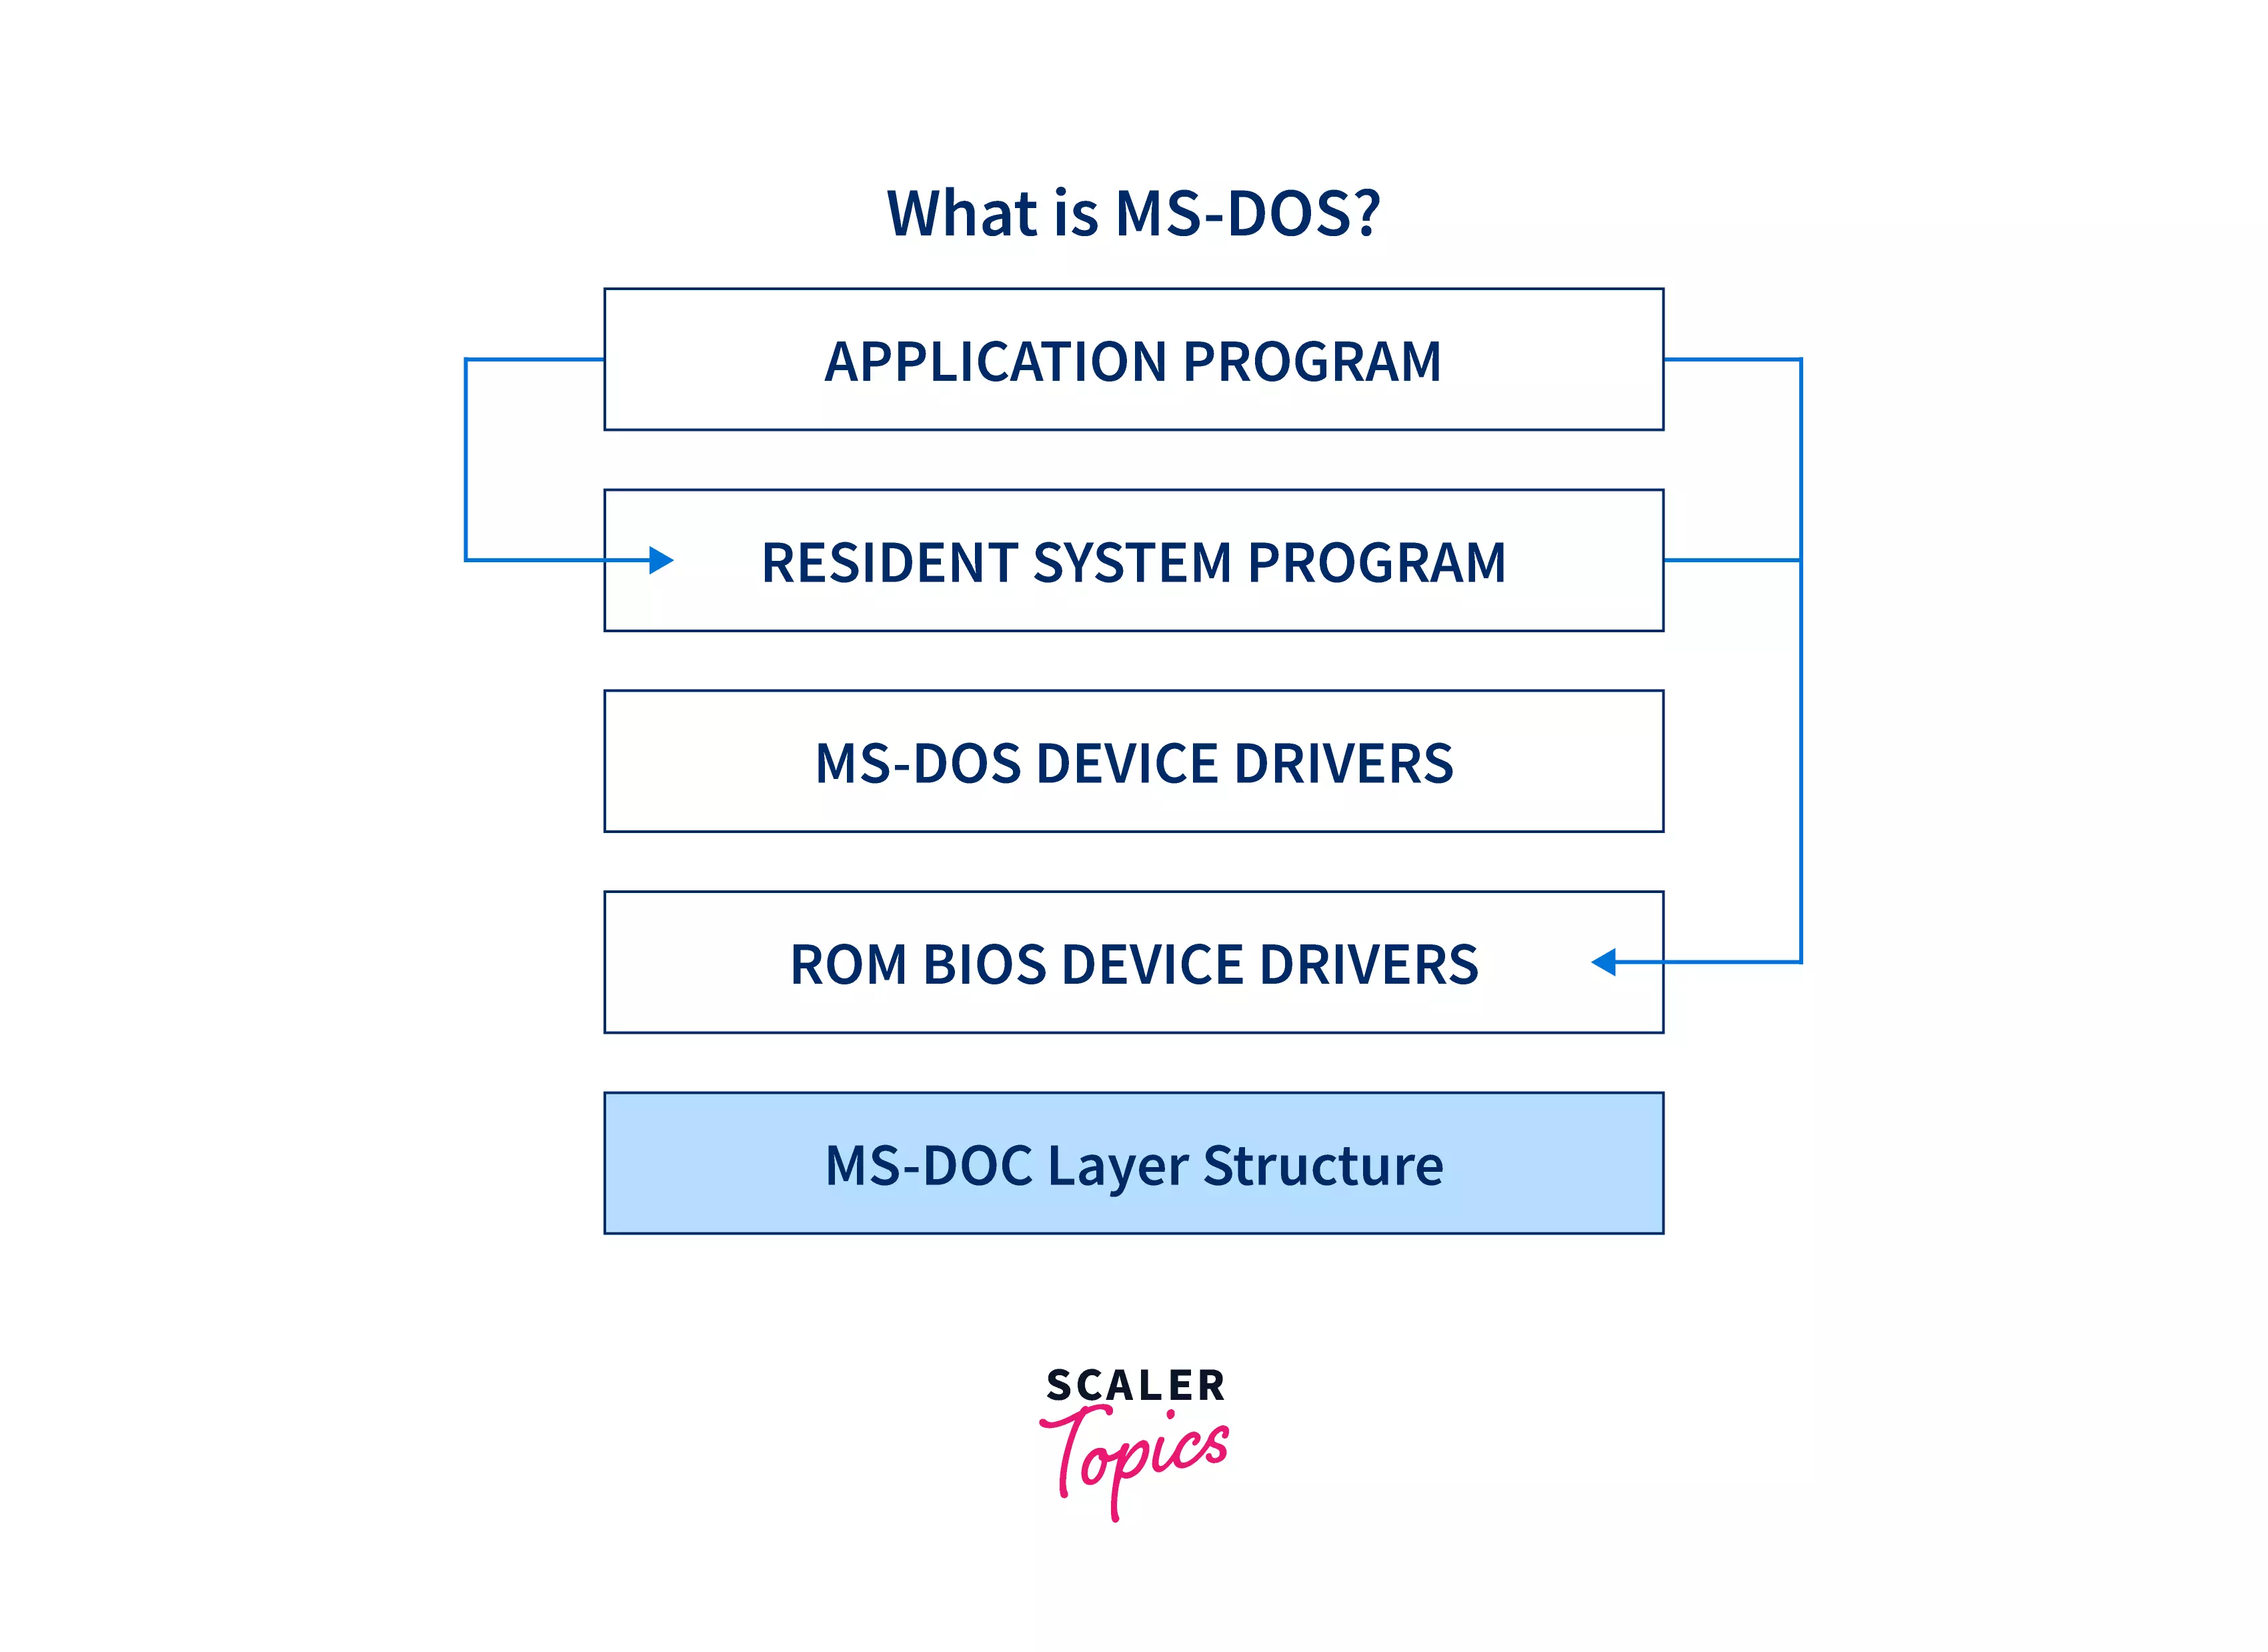 What is MS-DOS?
APPLICATION PROGRAM
RESIDENT SYSTEM PROGRAM
MS-DOS DEVICE DRIVERS
ROM BIOS DEVICE DRIVERS
MS-DOC Layer Structure
SCALER
Topics